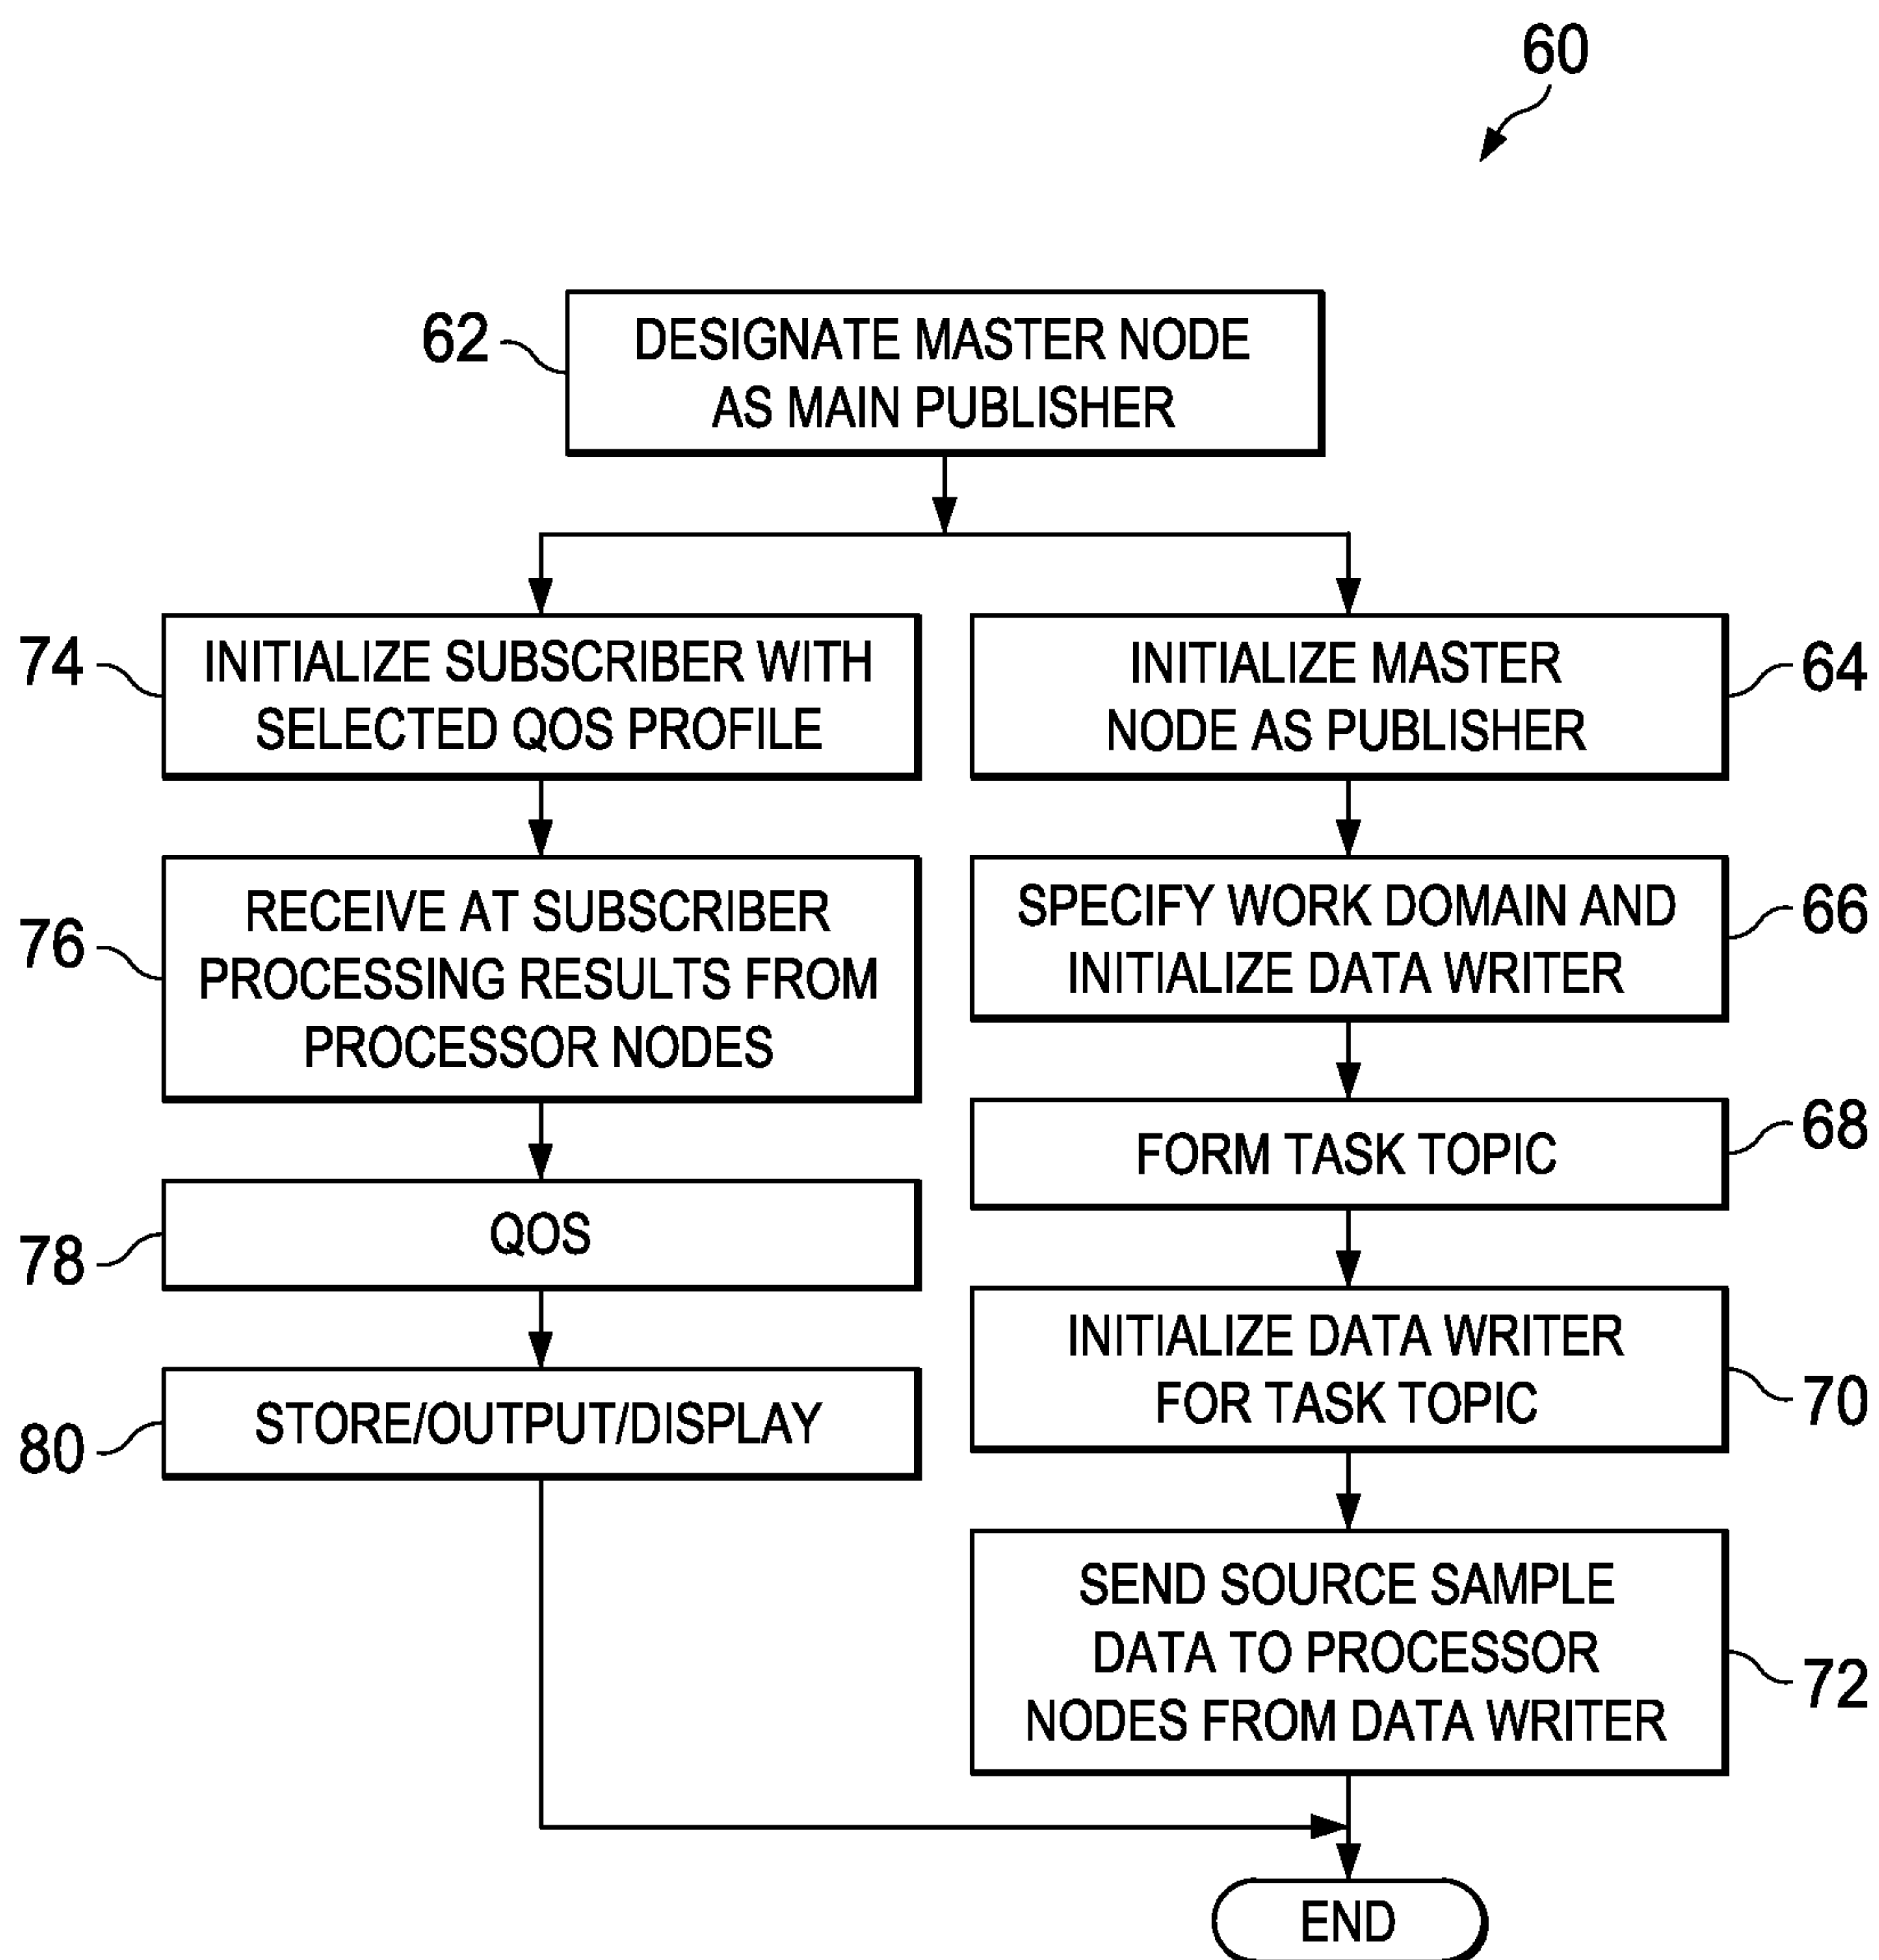 60
62
DESIGNATE MASTER NODE
AS MAIN PUBLISHER
74
INITIALIZE SUBSCRIBER WITH
SELECTED QOS PROFILE
76
RECEIVE AT SUBSCRIBER
PROCESSING RESULTS FROM
PROCESSOR NODES
78
QOS
80
STORE/OUTPUT/DISPLAY
INITIALIZE MASTER
NODE AS PUBLISHER
64
SPECIFY WORK DOMAIN AND
INITIALIZE DATA WRITER
66
FORM TASK TOPIC
68
INITIALIZE DATA WRITER
FOR TASK TOPIC
70
SEND SOURCE SAMPLE
DATA TO PROCESSOR
NODES FROM DATA WRITER
72
END